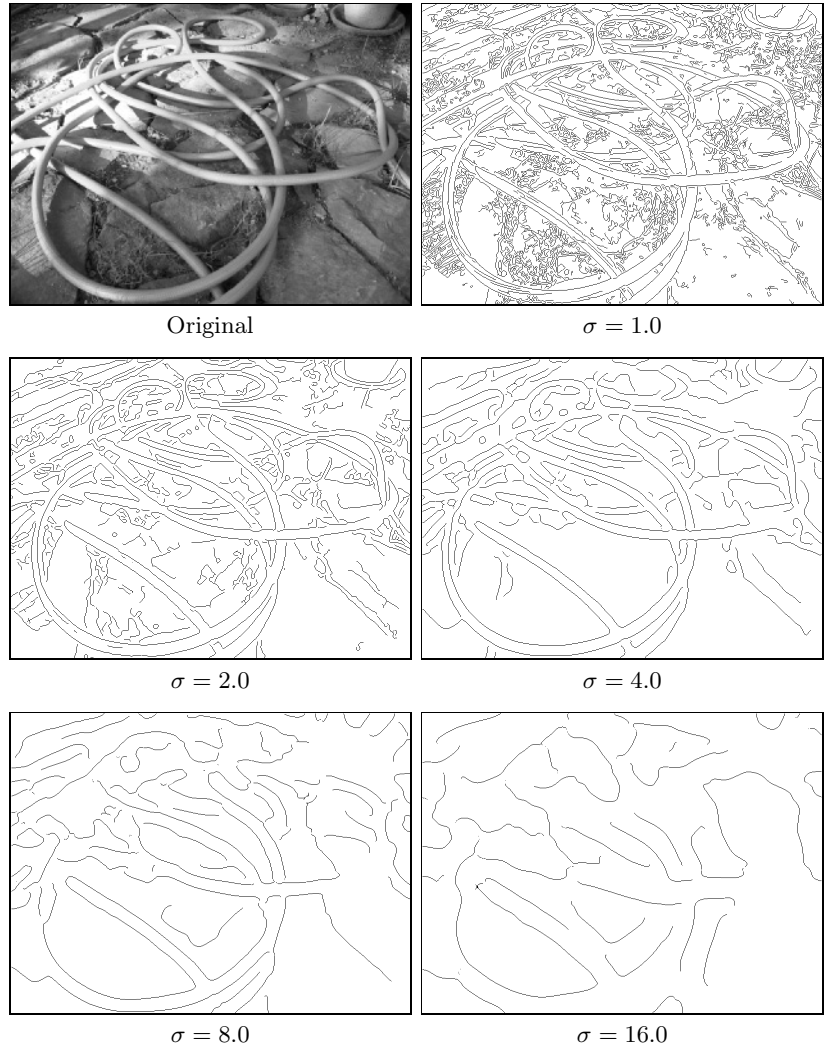 Original
σ = 1.0
σ = 2.0
σ = 4.0
σ = 8.0
σ = 16.0